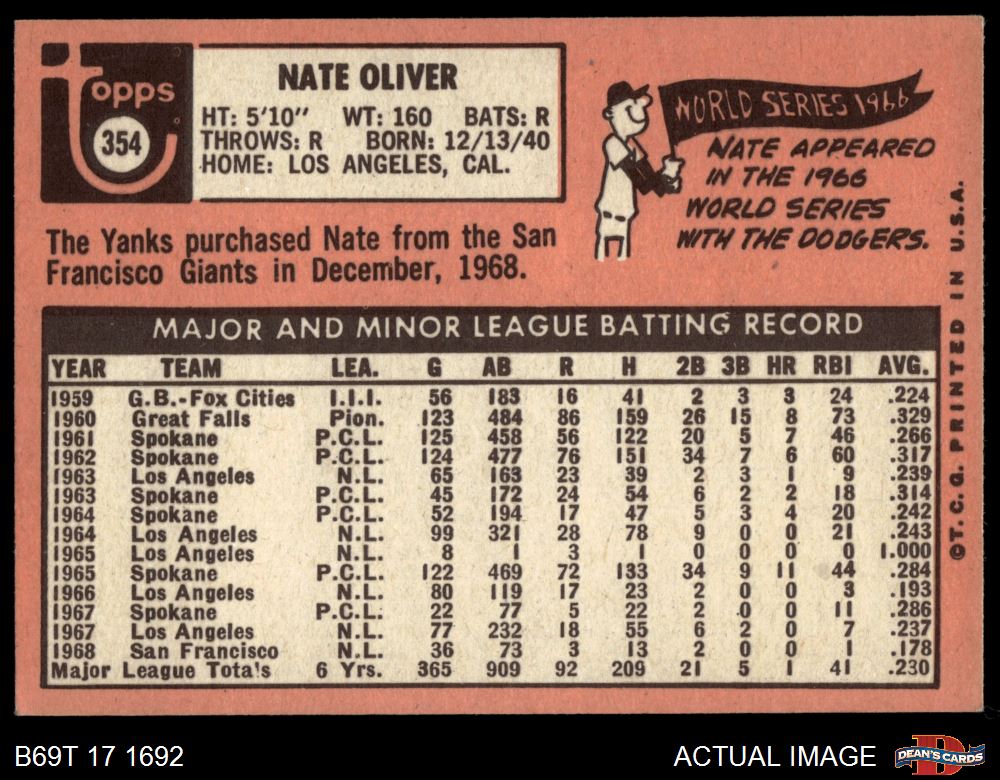 Topps
354
NATE OLIVER
HT: 5'10" WT: 160 BATS: R
THROWS: R BORN: 12/13/40
HOME: LOS ANGELES, CAL.
WORLD SERIES 1966
NATE APPEARED
IN THE 1966
WORLD SERIES
WITH THE DODGERS.
The Yanks purchased Nate from the San
Francisco Giants in December, 1968.
MAJOR AND MINOR LEAGUE BATTING RECORD
YEAR TEAM LEA. G AB R H 2B 3B HR RBI AVG.
1959 G.B.-Fox Cities I.I.I. 56 183 16 41 2 3 3 24 .224
1960 Great Falls Pion. 123 484 86 159 26 15 8 73 .329
1961 Spokane P.C.L. 125 458 56 122 20 5 7 46 .266
1962 Spokane P.C.L. 124 477 76 151 34 7 6 60 .317
1963 Los Angeles N.L. 65 163 23 39 2 3 1 9 .239
1963 Spokane P.C.L. 45 172 24 54 6 2 2 18 .314
1964 Spokane P.C.L. 52 194 17 47 5 3 4 20 .242
1964 Los Angeles N.L. 99 321 28 78 9 0 0 21 .243
1965 Los Angeles N.L. 8 1 3 1 0 0 0 0 1.000
1965 Spokane P.C.L. 122 469 72 133 34 9 11 44 .284
1966 Los Angeles N.L. 80 119 17 23 2 0 0 3 .193
1967 Spokane P.C.L. 22 77 5 22 2 0 0 11 .286
1967 Los Angeles N.L. 77 232 18 55 6 2 0 7 .237
1968 San Francisco N.L. 36 73 3 13 2 0 0 1 .178
Major League Tota's 6 Yrs. 365 909 92 209 21 5 1 41 .230
©T.C.G. PRINTED IN U.S.A.
B69T 17 1692
ACTUAL IMAGE
D
DEAN'S CARDS